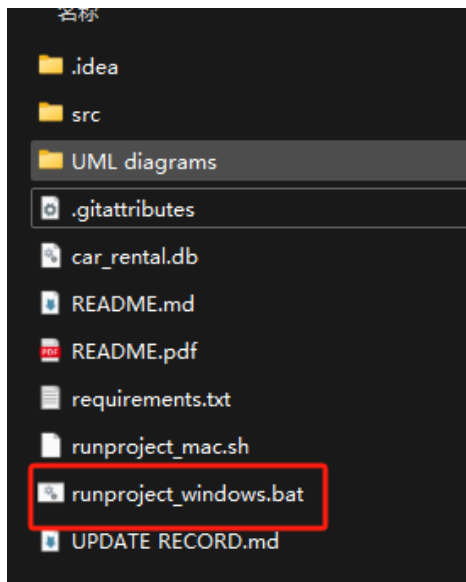 名称
.idea
src
UML diagrams
.gitattributes
car_rental.db
README.md
README.pdf
requirements.txt
runproject_mac.sh
runproject_windows.bat
UPDATE RECORD.md